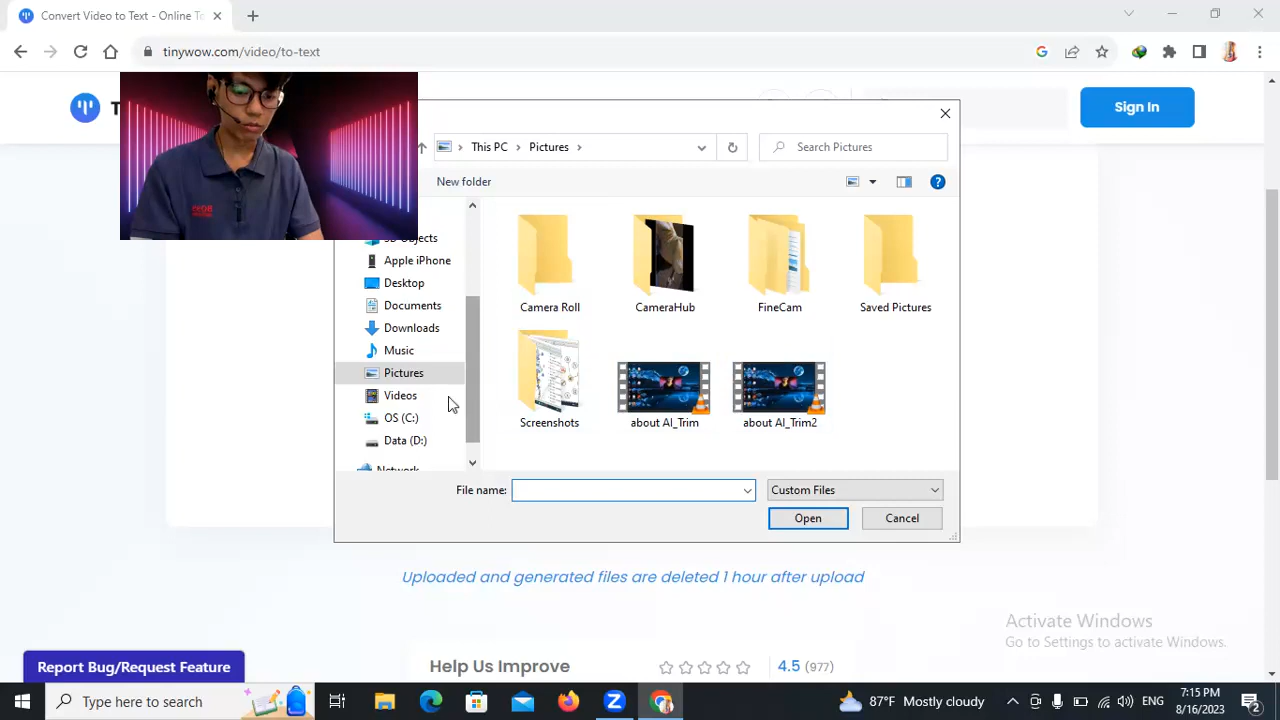 Convert Video to Text - Online To
tinywow.com/video/to-text
T
Sign In
This PC > Pictures >
Search Pictures
New folder
3D Objects
Apple iPhone
Desktop
Documents
Downloads
Music
Pictures
Videos
OS (C:)
Data (D:)
Network
Camera Roll
CameraHub
FineCam
Saved Pictures
Screenshots
about AI_Trim
about AI_Trim2
File name:
Custom Files
Open
Cancel
Uploaded and generated files are deleted 1 hour after upload
Activate Windows
Go to Settings to activate Windows.
Report Bug/Request Feature
Help Us Improve
4.5 (977)
Type here to search
87°F Mostly cloudy
ENG
7:15 PM
8/16/2023
2